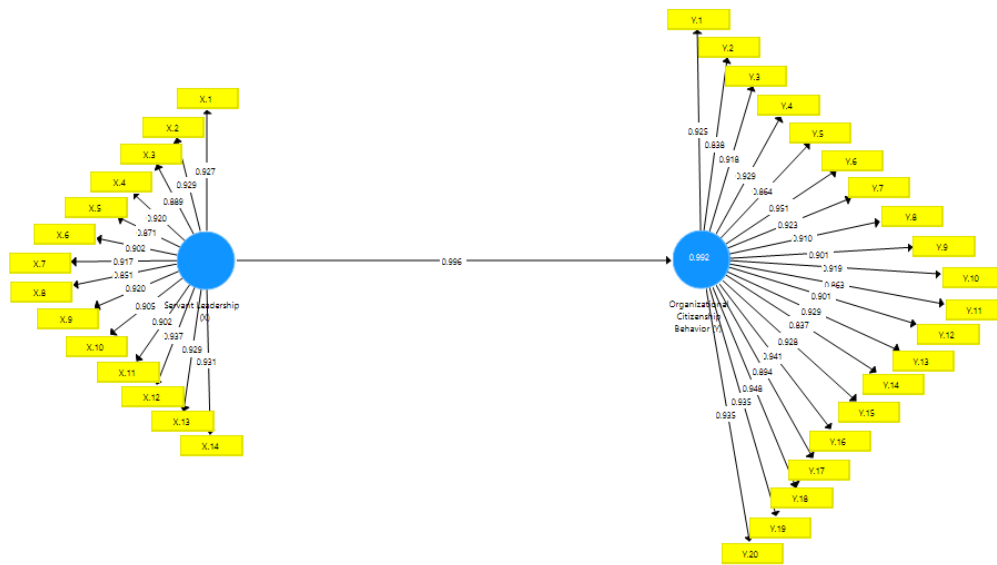 Y.1
Y.2
Y.3
Y.4
Y.5
Y.6
Y.7
Y.8
Y.9
Y.10
Y.11
Y.12
Y.13
Y.14
Y.15
Y.16
Y.17
Y.18
Y.19
Y.20
X.1
X.2
X.3
X.4
X.5
X.6
X.7
X.8
X.9
X.10
X.11
X.12
X.13
X.14
0.927
0.929
0.889
0.920
0.871
0.902
0.917
0.851
0.920
0.905
0.902
0.937
0.929
0.931
Servant Leadership
(X)
0.996
0.992
Organizational
Citizenship
Behavior (Y)
0.925
0.838
0.918
0.929
0.864
0.951
0.923
0.910
0.901
0.919
0.863
0.901
0.929
0.837
0.928
0.941
0.894
0.948
0.935
0.935